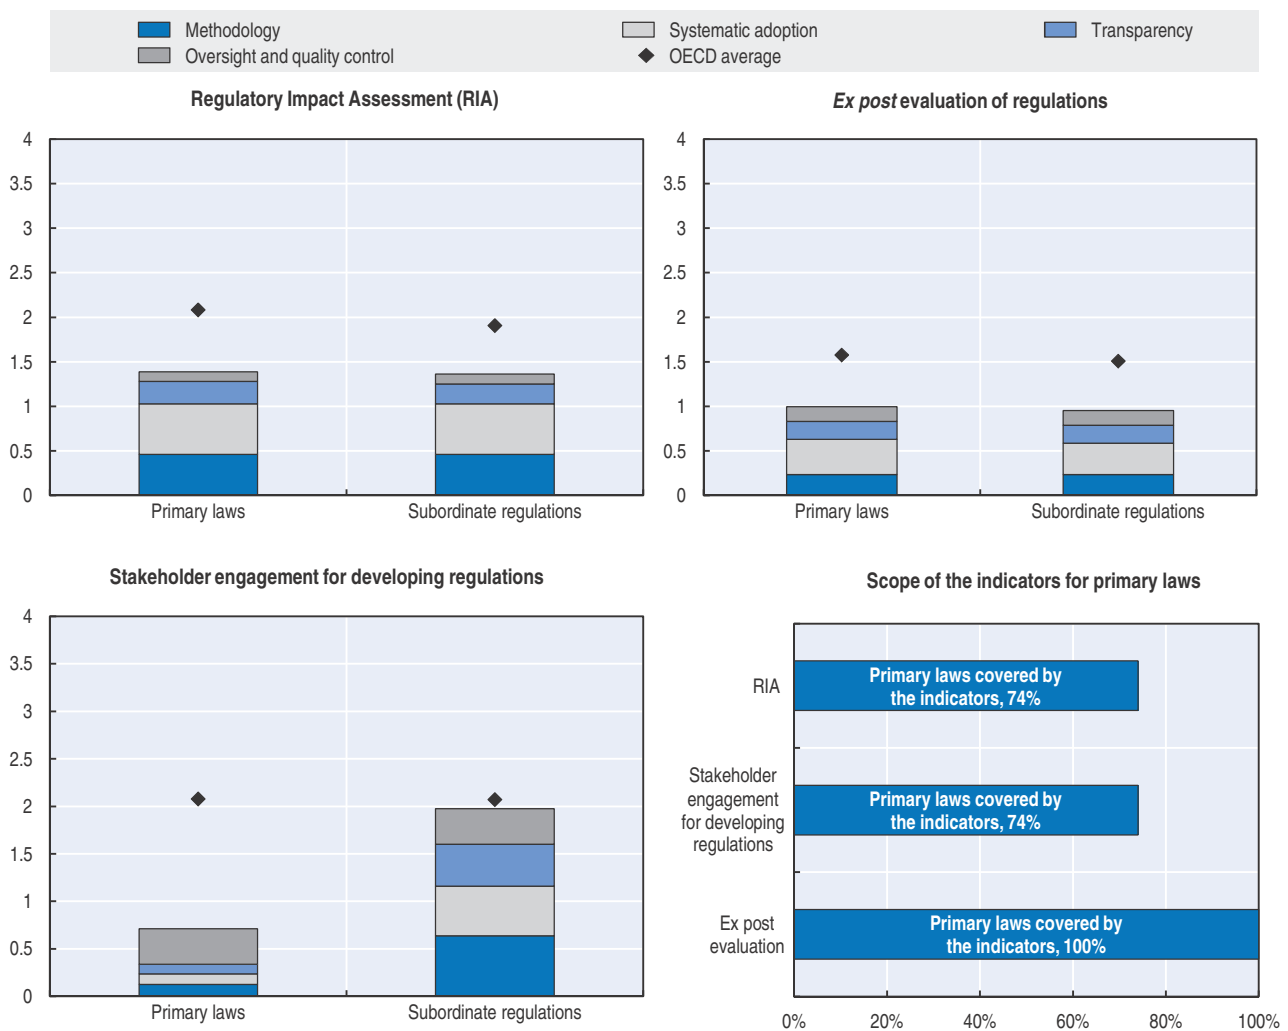 Methodology
Systematic adoption
Transparency
Oversight and quality control
OECD average
Regulatory Impact Assessment (RIA)
4
3.5
3
2.5
2
1.5
1
0.5
0
Primary laws
Subordinate regulations
Ex post evaluation of regulations
4
3.5
3
2.5
2
1.5
1
0.5
0
Primary laws
Subordinate regulations
Stakeholder engagement for developing regulations
4
3.5
3
2.5
2
1.5
1
0.5
0
Primary laws
Subordinate regulations
Scope of the indicators for primary laws
RIA
Primary laws covered by
the indicators, 74%
Stakeholder
engagement
for developing
regulations
Primary laws covered by
the indicators, 74%
Ex post
evaluation
Primary laws covered by
the indicators, 100%
0%
20%
40%
60%
80%
100%